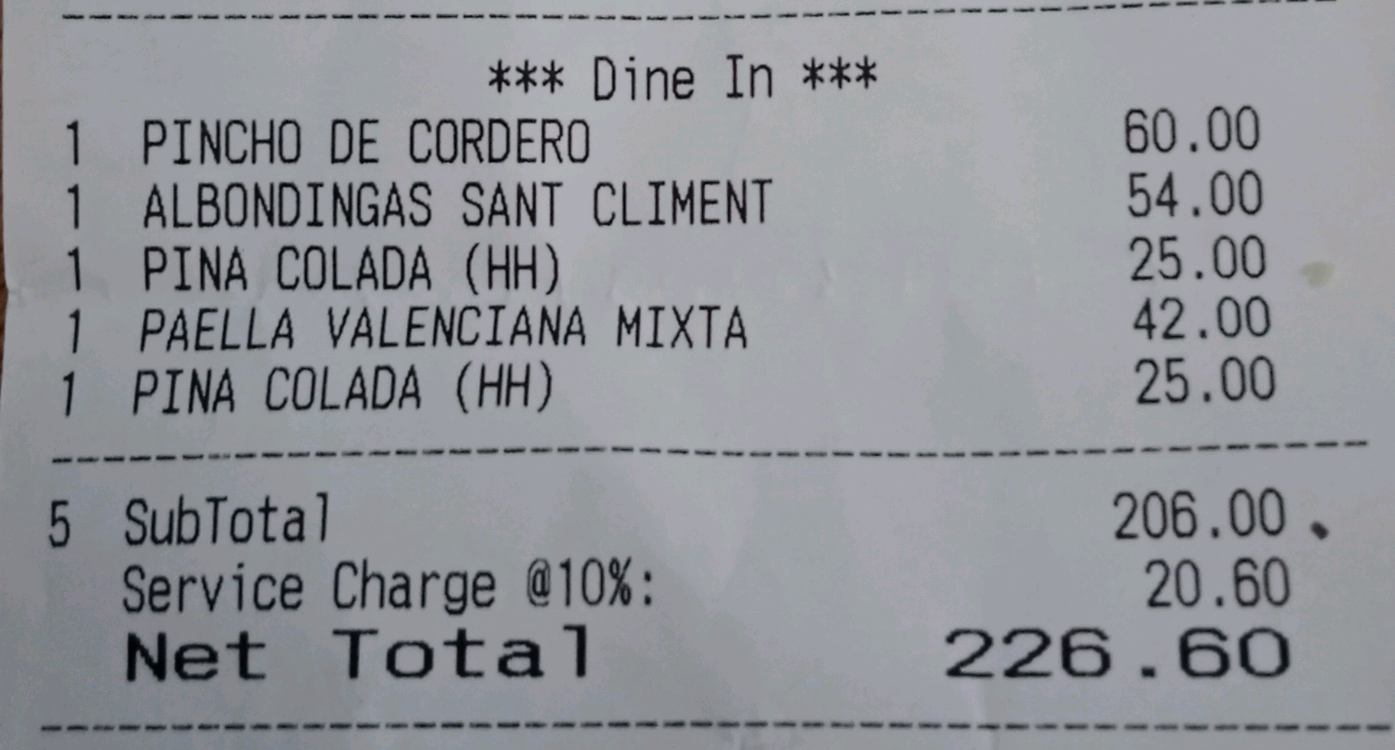 *** Dine In ***
1 PINCHO DE CORDERO 60.00
1 ALBONDINGAS SANT CLIMENT 54.00
1 PINA COLADA (HH) 25.00
1 PAELLA VALENCIANA MIXTA 42.00
1 PINA COLADA (HH) 25.00
5 SubTotal 206.00
Service Charge @10%: 20.60
Net Total 226.60